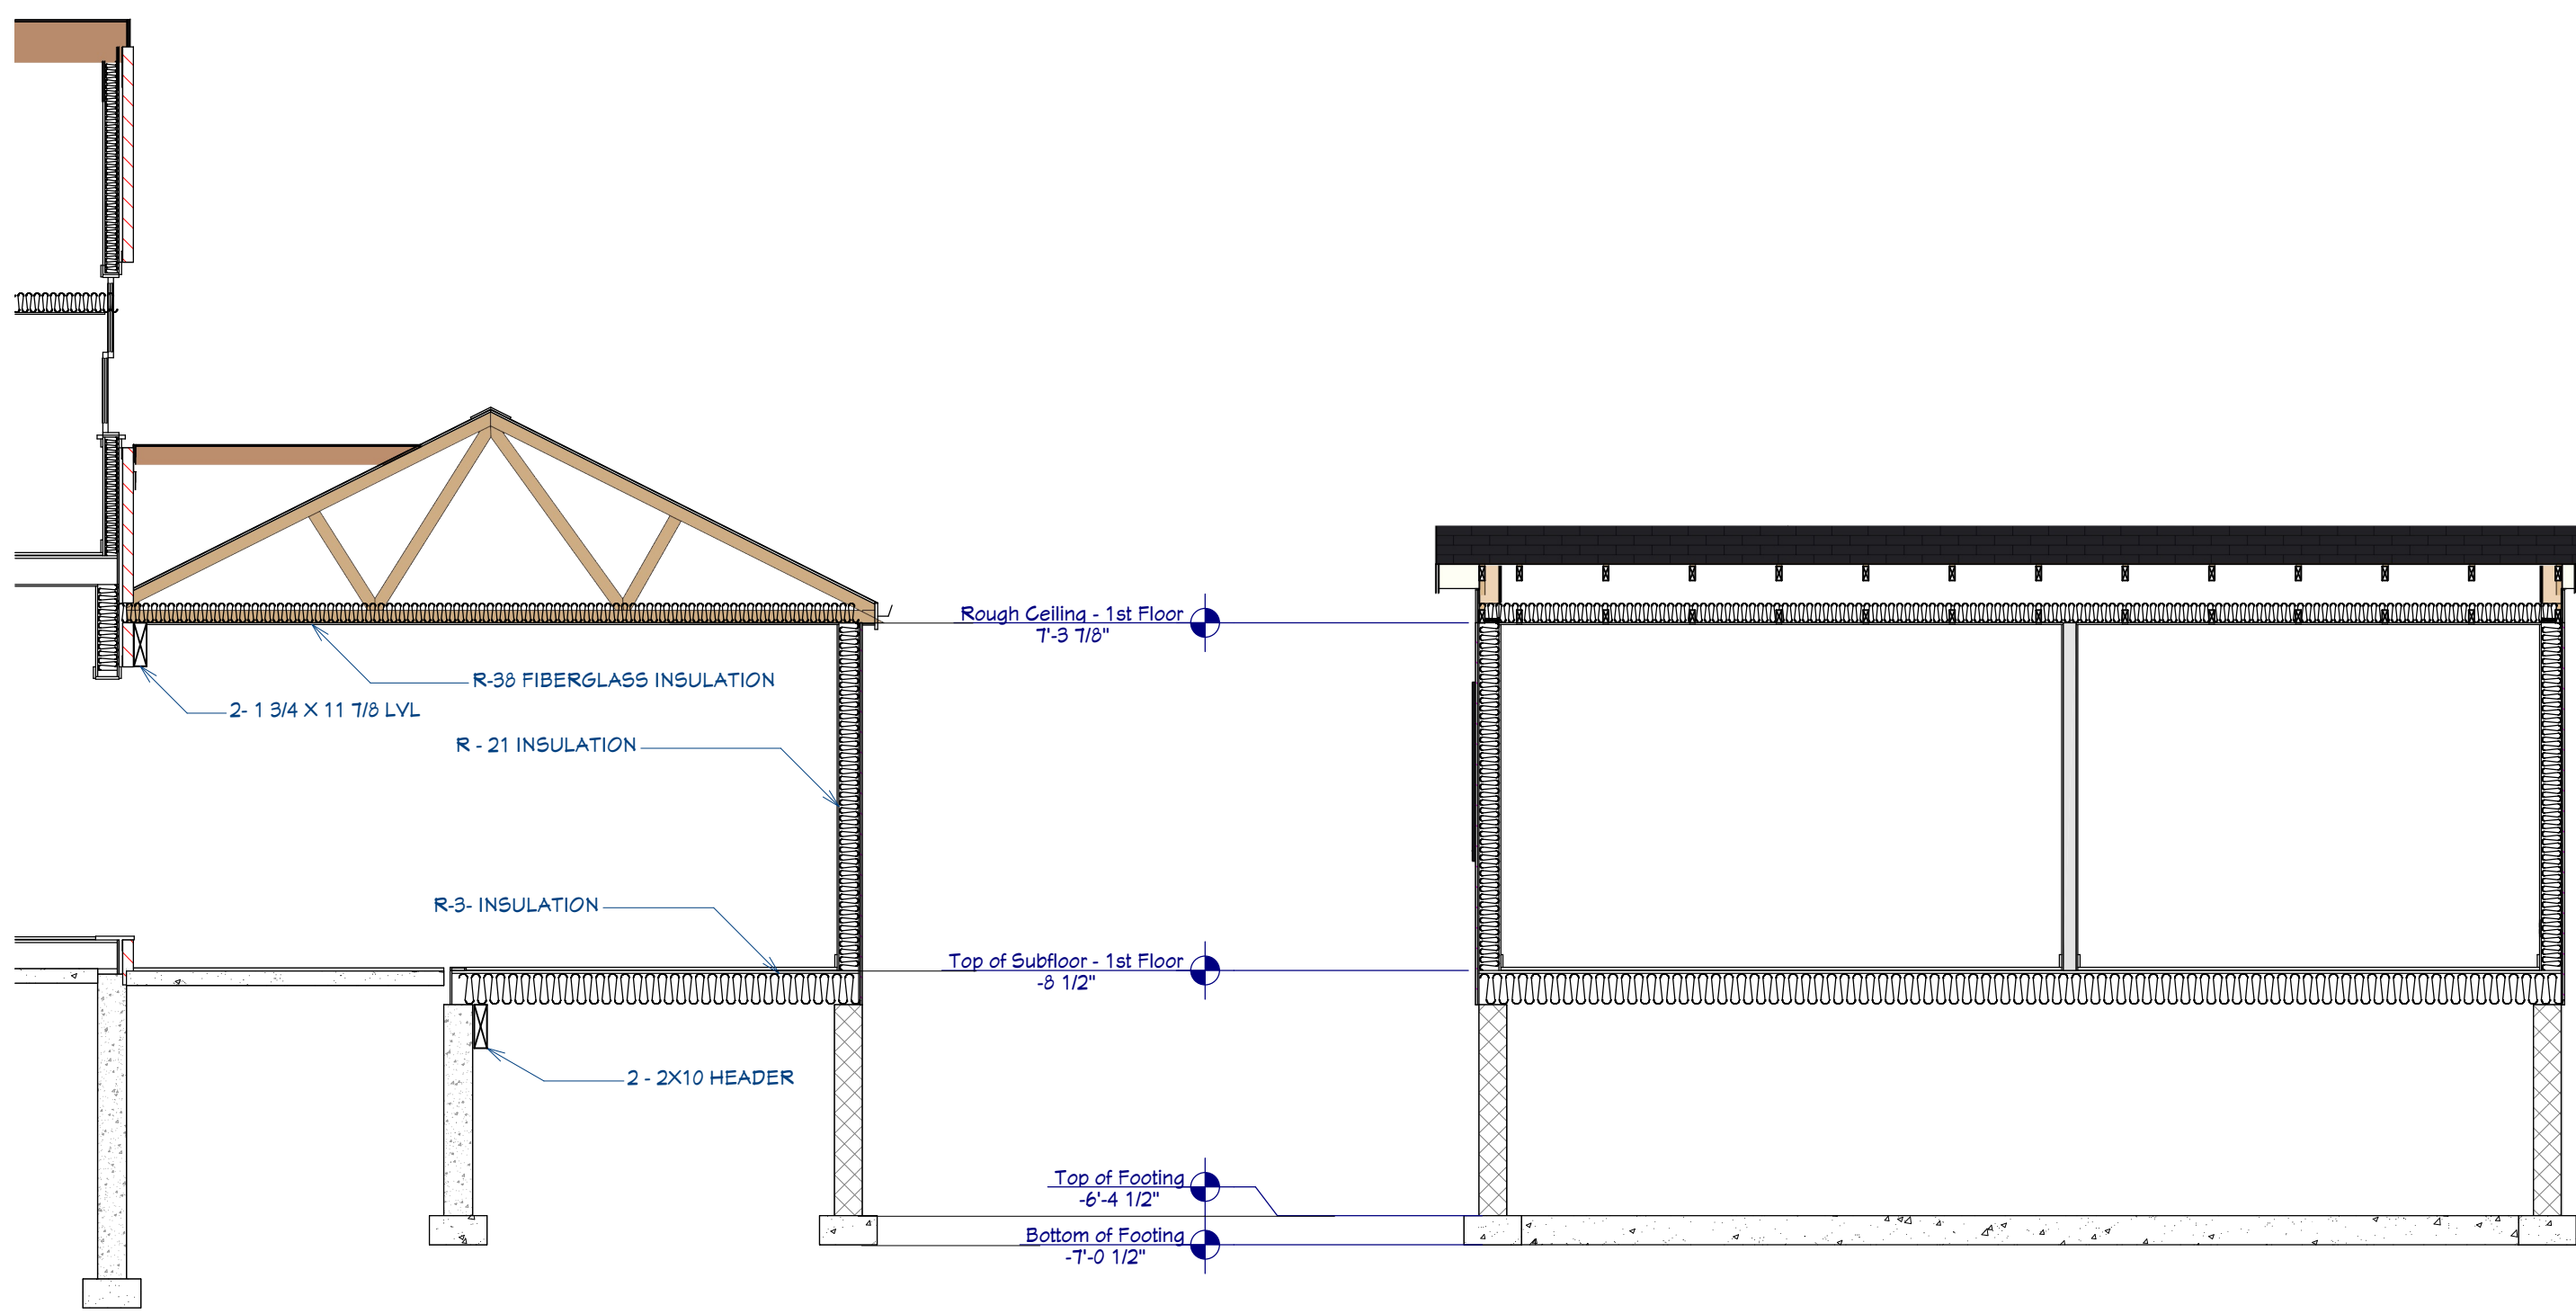 Rough Ceiling - 1st Floor
7'-3 7/8"
R-38 FIBERGLASS INSULATION
2- 1 3/4 X 11 7/8 LVL
R - 21 INSULATION
R-3- INSULATION
Top of Subfloor - 1st Floor
-8 1/2"
2 - 2X10 HEADER
Top of Footing
-6'-4 1/2"
Bottom of Footing
-7'-0 1/2"